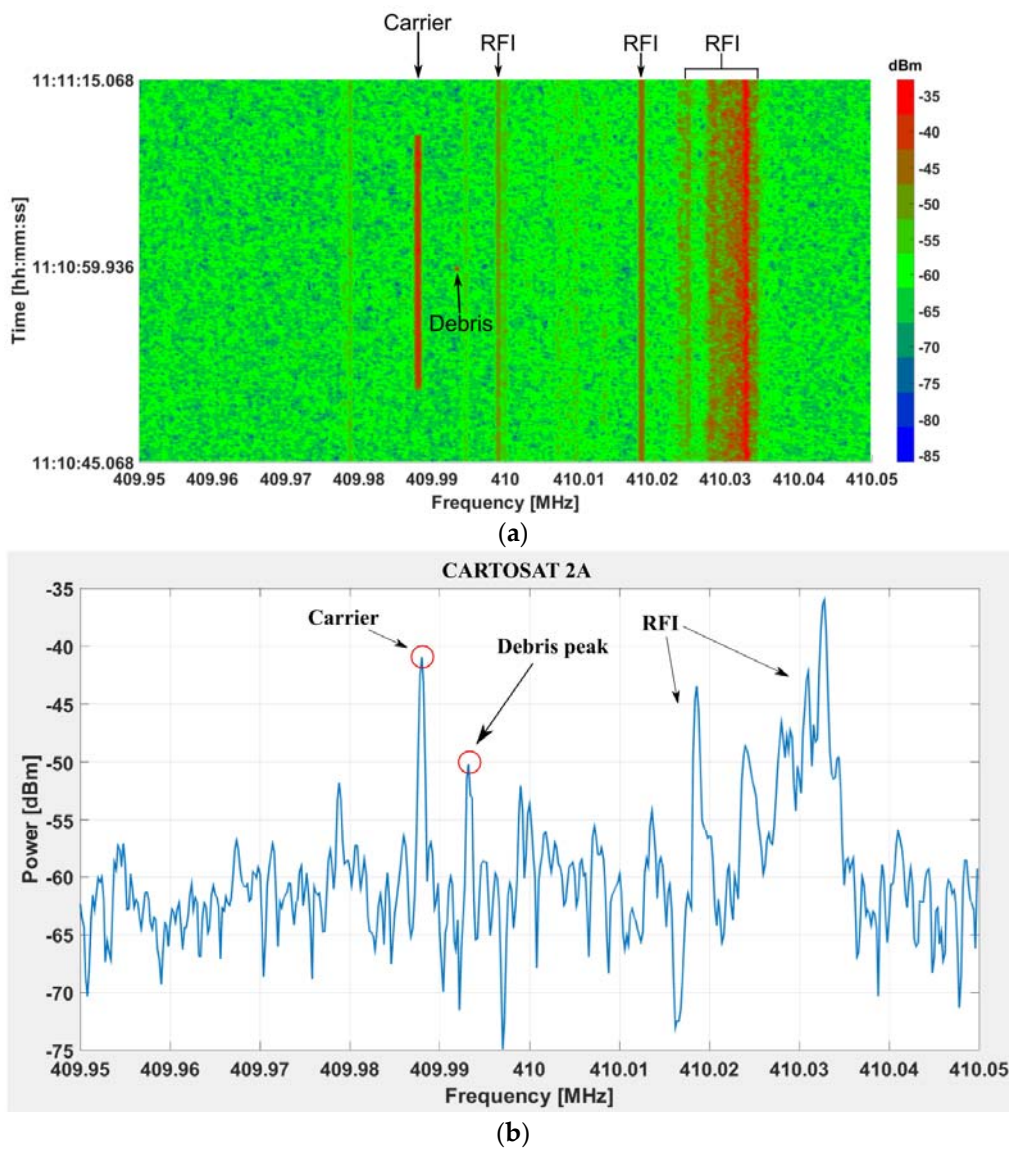 Carrier
RFI
RFI
RFI
dBm
11:11:15.068
11:10:59.936
11:10:45.068
Time [hh:mm:ss]
Debris
-35
-40
-45
-50
-55
-60
-65
-70
-75
-80
-85
409.95 409.96 409.97 409.98 409.99 410 410.01 410.02 410.03 410.04 410.05
Frequency [MHz]
(a)
CARTOSAT 2A
-35
-40
-45
-50
-55
-60
-65
-70
-75
Power [dBm]
Carrier
Debris peak
RFI
409.95 409.96 409.97 409.98 409.99 410 410.01 410.02 410.03 410.04 410.05
Frequency [MHz]
(b)